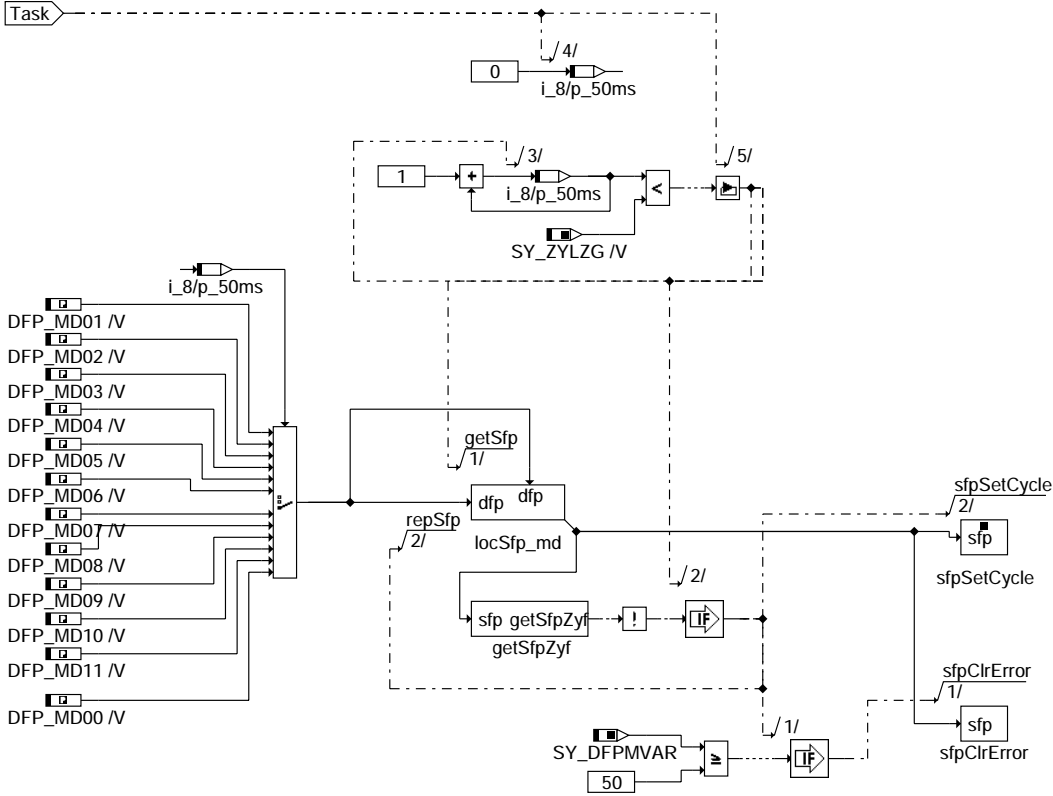 Task
/4/
0
i_8/p_50ms
/3/
/5/
1
+
i_8/p_50ms
<
SY_ZYLZG /V
i_8/p_50ms
DFP_MD01 /V
DFP_MD02 /V
DFP_MD03 /V
DFP_MD04 /V
DFP_MD05 /V
DFP_MD06 /V
DFP_MD07 /V
DFP_MD08 /V
DFP_MD09 /V
DFP_MD10 /V
DFP_MD11 /V
DFP_MD00 /V
getSfp
1/
dfp dfp
locSfp_md
repSfp
2/
sfpSetCycle
2/
sfp
sfpSetCycle
/2/
sfp getSfpZyf
getSfpZyf
!
IF
sfpClrError
1/
sfp
sfpClrError
/1/
SY_DFPMVAR
50
≥
IF